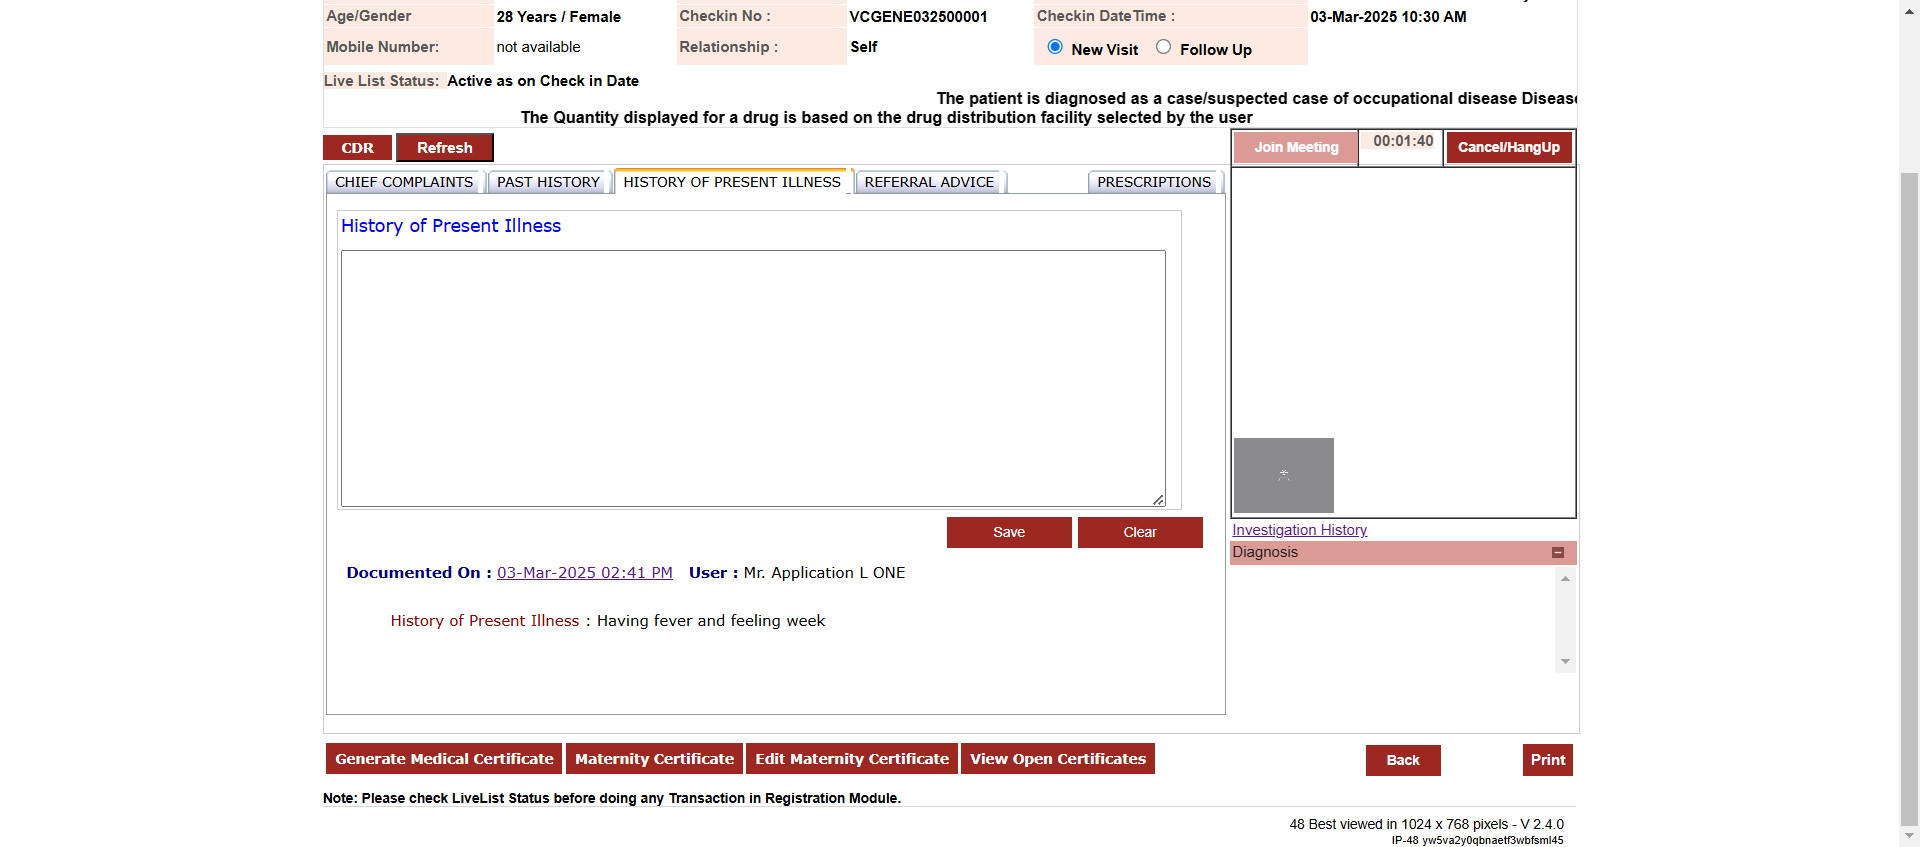 Age/Gender 28 Years / Female Checkin No : VCGENE032500001 Checkin DateTime : 03-Mar-2025 10:30 AM
Mobile Number: not available Relationship : Self New Visit Follow Up
Live List Status: Active as on Check in Date
The patient is diagnosed as a case/suspected case of occupational disease Disease
The Quantity displayed for a drug is based on the drug distribution facility selected by the user
CDR Refresh Join Meeting 00:01:40 Cancel/HangUp
CHIEF COMPLAINTS PAST HISTORY HISTORY OF PRESENT ILLNESS REFERRAL ADVICE PRESCRIPTIONS
History of Present Illness
Save Clear
Investigation History
Diagnosis
Documented On : 03-Mar-2025 02:41 PM User : Mr. Application L ONE
History of Present Illness : Having fever and feeling week
Generate Medical Certificate Maternity Certificate Edit Maternity Certificate View Open Certificates Back Print
Note: Please check LiveList Status before doing any Transaction in Registration Module.
48 Best viewed in 1024 x 768 pixels - V 2.4.0
IP-48 yw5va2y0qbnaetf3wbfsml45